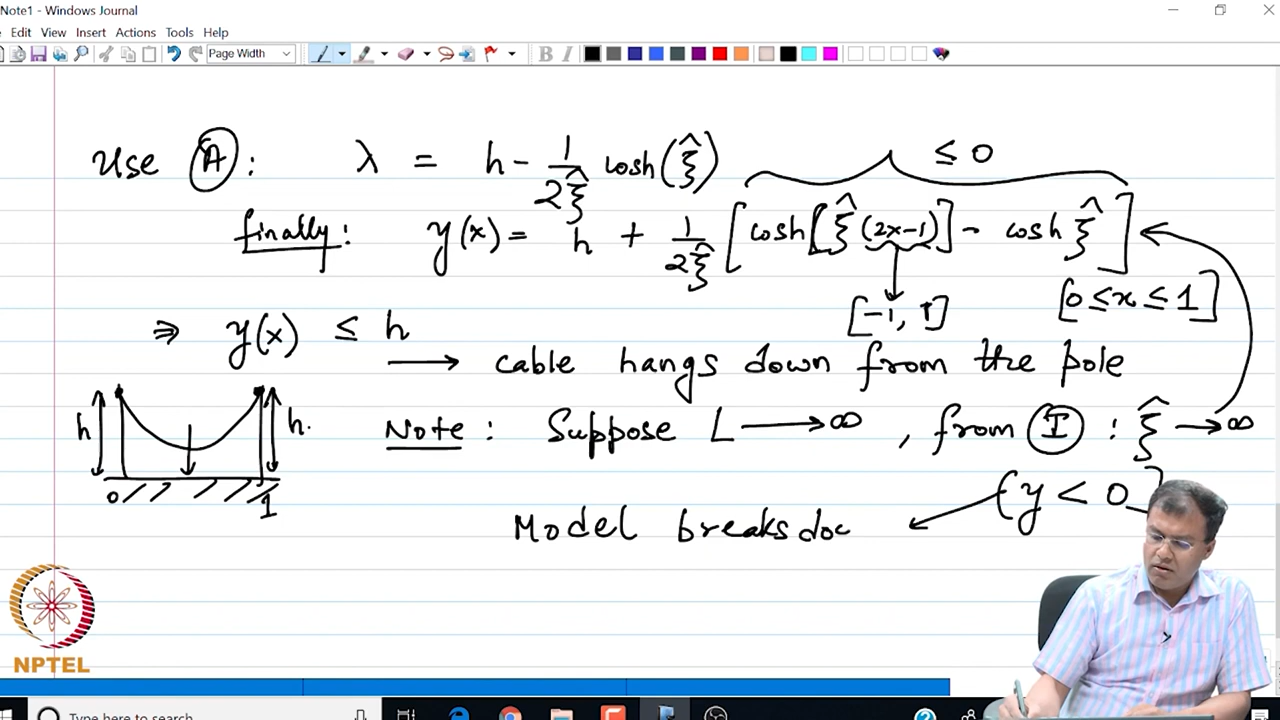 Note1 - Windows Journal
Edit View Insert Actions Tools Help
Page Width B I
Use (A) : λ = h - 1/2ξ̂ cosh(ξ̂)
≤ 0
finally : y(x) = h + 1/2ξ̂ [cosh[ξ̂(2x-1)] - cosh ξ̂]
[-1, 1] [0 ≤ x ≤ 1]
⇒ y(x) ≤ h
→ cable hangs down from the pole
h h.
Note : Suppose L → ∞ , from (I) : ξ̂ → ∞
0 1
(y < 0
Model breaksdoc
NPTEL
Type here to search